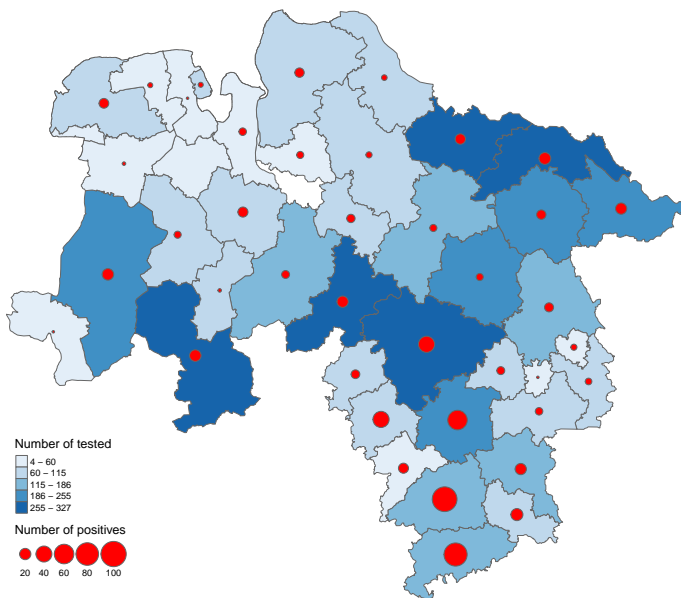 Number of tested
4 – 60
60 – 115
115 – 186
186 – 255
255 – 327
Number of positives
20 40 60 80 100